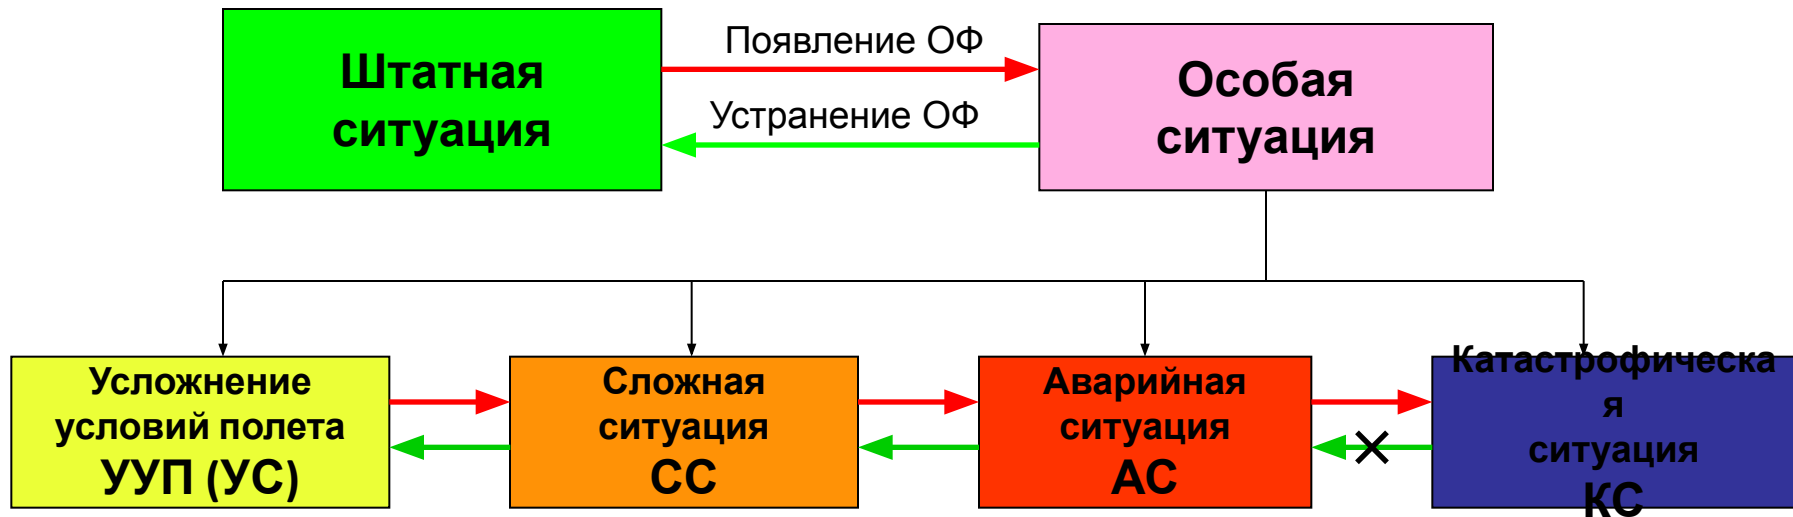 Штатная
ситуация
Появление ОФ
Устранение ОФ
Особая
ситуация
Усложнение
условий полета
УУП (УС)
Сложная
ситуация
СС
Аварийная
ситуация
АС
Катастрофическа
я
ситуация
КС